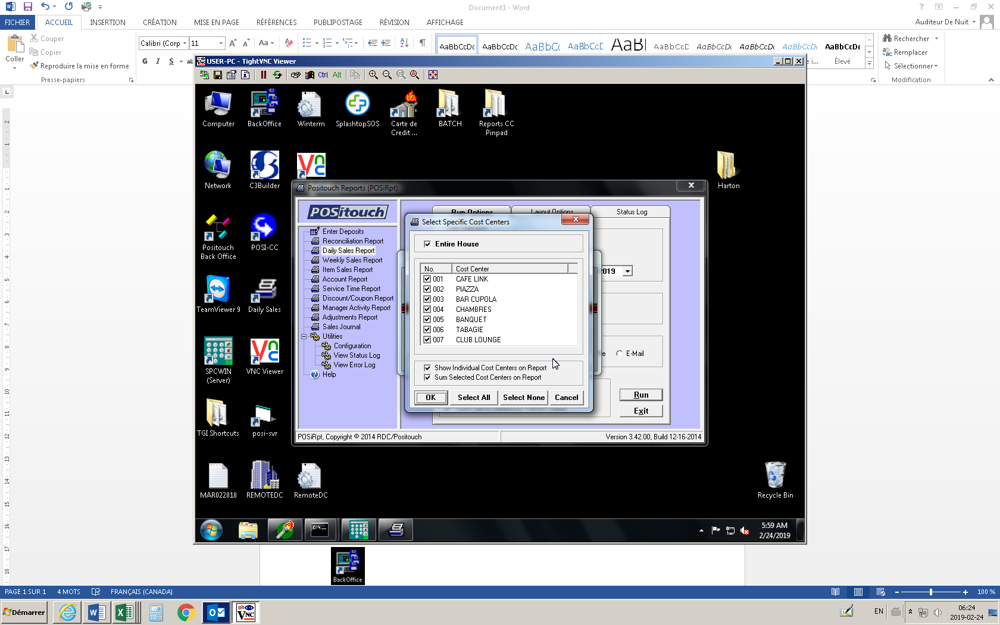 Document1 - Word
FICHIER ACCUEIL INSERTION CRÉATION MISE EN PAGE RÉFÉRENCES PUBLIPOSTAGE RÉVISION AFFICHAGE Auditeur De Nuit
Coller
Couper
Copier
Reproduire la mise en forme
Presse-papiers
Calibri (Corp 11
G I S
AaBbCcDc AaBbCcDc AaBbCc AaBbCcD AaBl AaBbCcD AaBbCcDc AaBbCcDc AaBbCcDc AaBbCcDc
Élevé
Rechercher
Remplacer
Sélectionner
Modification
USER-PC - TightVNC Viewer
Ctrl Alt
Computer
BackOffice
Winterm
SplashtopSOS
Carte de
Credit ...
BATCH
Reports CC
Pinpad
Network
C3Builder
Harton
Positouch
Back Office
POSI-CC
TeamViewer 9
Daily Sales
SPCWIN
(Server)
VNC Viewer
TGI Shortcuts
posi-svr
MAR022818
REMOTEDC
RemoteDC
Recycle Bin
Positouch Reports (POSiRpt)
POSitouch
Enter Deposits
Reconciliation Report
Daily Sales Report
Weekly Sales Report
Item Sales Report
Account Report
Service Time Report
Discount/Coupon Report
Manager Activity Report
Adjustments Report
Sales Journal
Utilities
Configuration
View Status Log
View Error Log
Help
Run Options Layout Options Status Log
2019
E-Mail
Run
Exit
Select Specific Cost Centers
Entire House
No. Cost Center
001 CAFE LINK
002 PIAZZA
003 BAR CUPOLA
004 CHAMBRES
005 BANQUET
006 TABAGIE
007 CLUB LOUNGE
Show Individual Cost Centers on Report
Sum Selected Cost Centers on Report
OK Select All Select None Cancel
POSiRpt, Copyright © 2014 RDC/Positouch Version 3.42.00, Build 12-16-2014
5:59 AM
2/24/2019
BackOffice
PAGE 1 SUR 1 4 MOTS FRANÇAIS (CANADA) 100 %
Démarrer
EN
06:24
2019-02-24